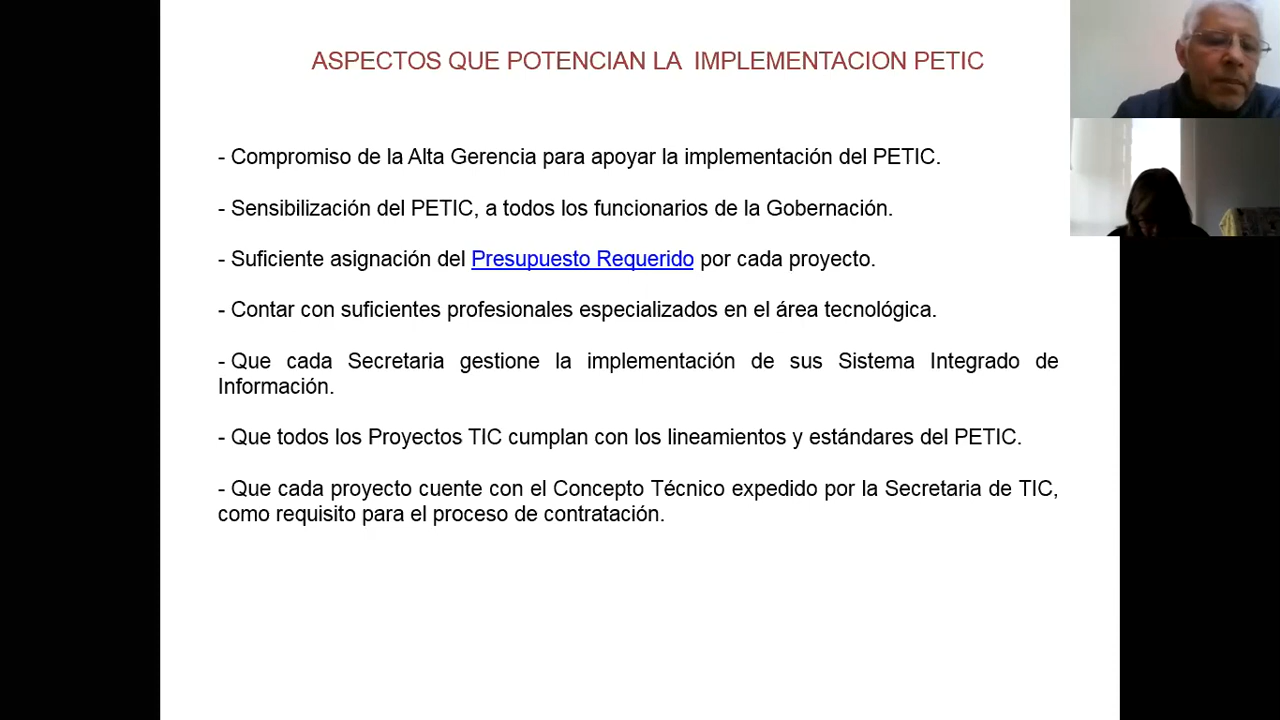 ASPECTOS QUE POTENCIAN LA IMPLEMENTACION PETIC
- Compromiso de la Alta Gerencia para apoyar la implementación del PETIC.
- Sensibilización del PETIC, a todos los funcionarios de la Gobernación.
- Suficiente asignación del Presupuesto Requerido por cada proyecto.
- Contar con suficientes profesionales especializados en el área tecnológica.
- Que cada Secretaria gestione la implementación de sus Sistema Integrado de
Información.
- Que todos los Proyectos TIC cumplan con los lineamientos y estándares del PETIC.
- Que cada proyecto cuente con el Concepto Técnico expedido por la Secretaria de TIC,
como requisito para el proceso de contratación.